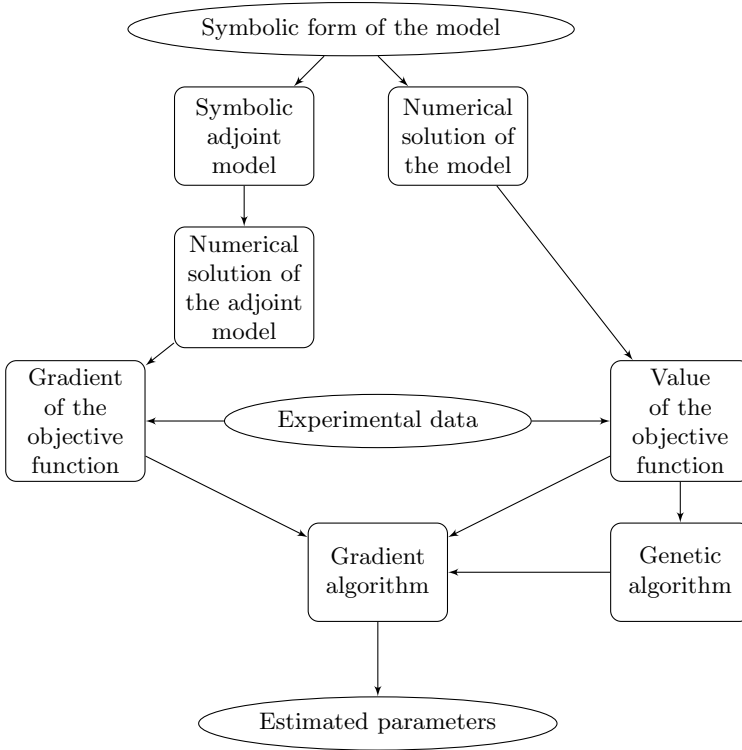 Symbolic form of the model
Symbolic
adjoint
model
Numerical
solution of
the model
Numerical
solution of
the adjoint
model
Gradient
of the
objective
function
Experimental data
Value
of the
objective
function
Gradient
algorithm
Genetic
algorithm
Estimated parameters